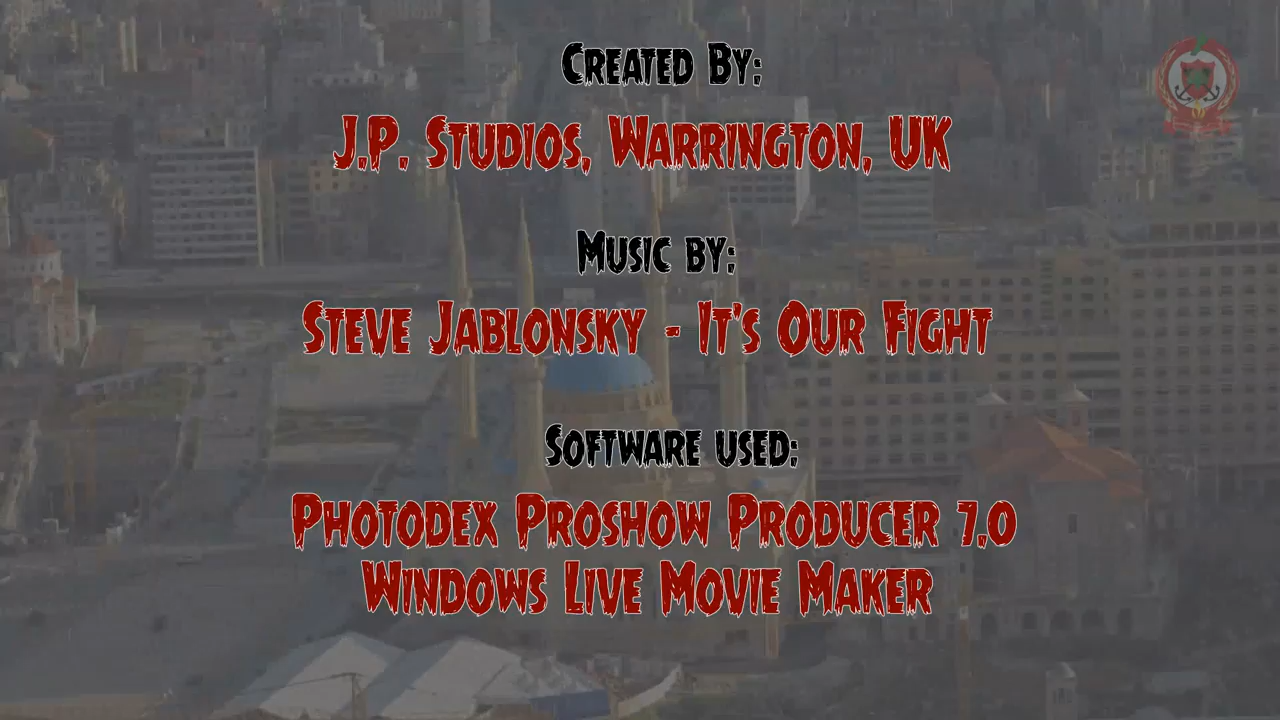 Created By:
J.P. Studios, Warrington, UK
Music by:
Steve Jablonsky - It's Our Fight
Software used:
Photodex Proshow Producer 7.0
Windows Live Movie Maker